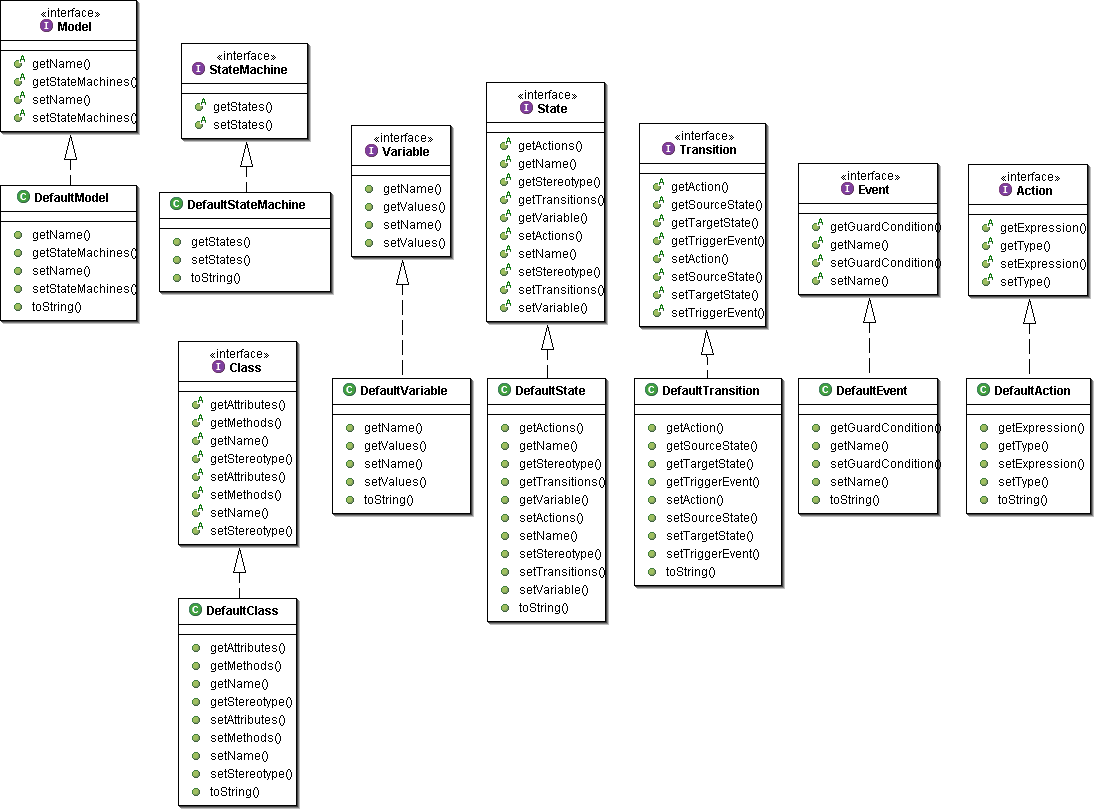 «interface»
I Model
getName()
getStateMachines()
setName()
setStateMachines()
C DefaultModel
getName()
getStateMachines()
setName()
setStateMachines()
toString()
«interface»
I StateMachine
getStates()
setStates()
C DefaultStateMachine
getStates()
setStates()
toString()
«interface»
I Class
getAttributes()
getMethods()
getName()
getStereotype()
setAttributes()
setMethods()
setName()
setStereotype()
C DefaultClass
getAttributes()
getMethods()
getName()
getStereotype()
setAttributes()
setMethods()
setName()
setStereotype()
toString()
«interface»
I Variable
getName()
getValues()
setName()
setValues()
C DefaultVariable
getName()
getValues()
setName()
setValues()
toString()
«interface»
I State
getActions()
getName()
getStereotype()
getTransitions()
getVariable()
setActions()
setName()
setStereotype()
setTransitions()
setVariable()
C DefaultState
getActions()
getName()
getStereotype()
getTransitions()
getVariable()
setActions()
setName()
setStereotype()
setTransitions()
setVariable()
toString()
«interface»
I Transition
getAction()
getSourceState()
getTargetState()
getTriggerEvent()
setAction()
setSourceState()
setTargetState()
setTriggerEvent()
C DefaultTransition
getAction()
getSourceState()
getTargetState()
getTriggerEvent()
setAction()
setSourceState()
setTargetState()
setTriggerEvent()
toString()
«interface»
I Event
getGuardCondition()
getName()
setGuardCondition()
setName()
C DefaultEvent
getGuardCondition()
getName()
setGuardCondition()
setName()
toString()
«interface»
I Action
getExpression()
getType()
setExpression()
setType()
C DefaultAction
getExpression()
getType()
setExpression()
setType()
toString()